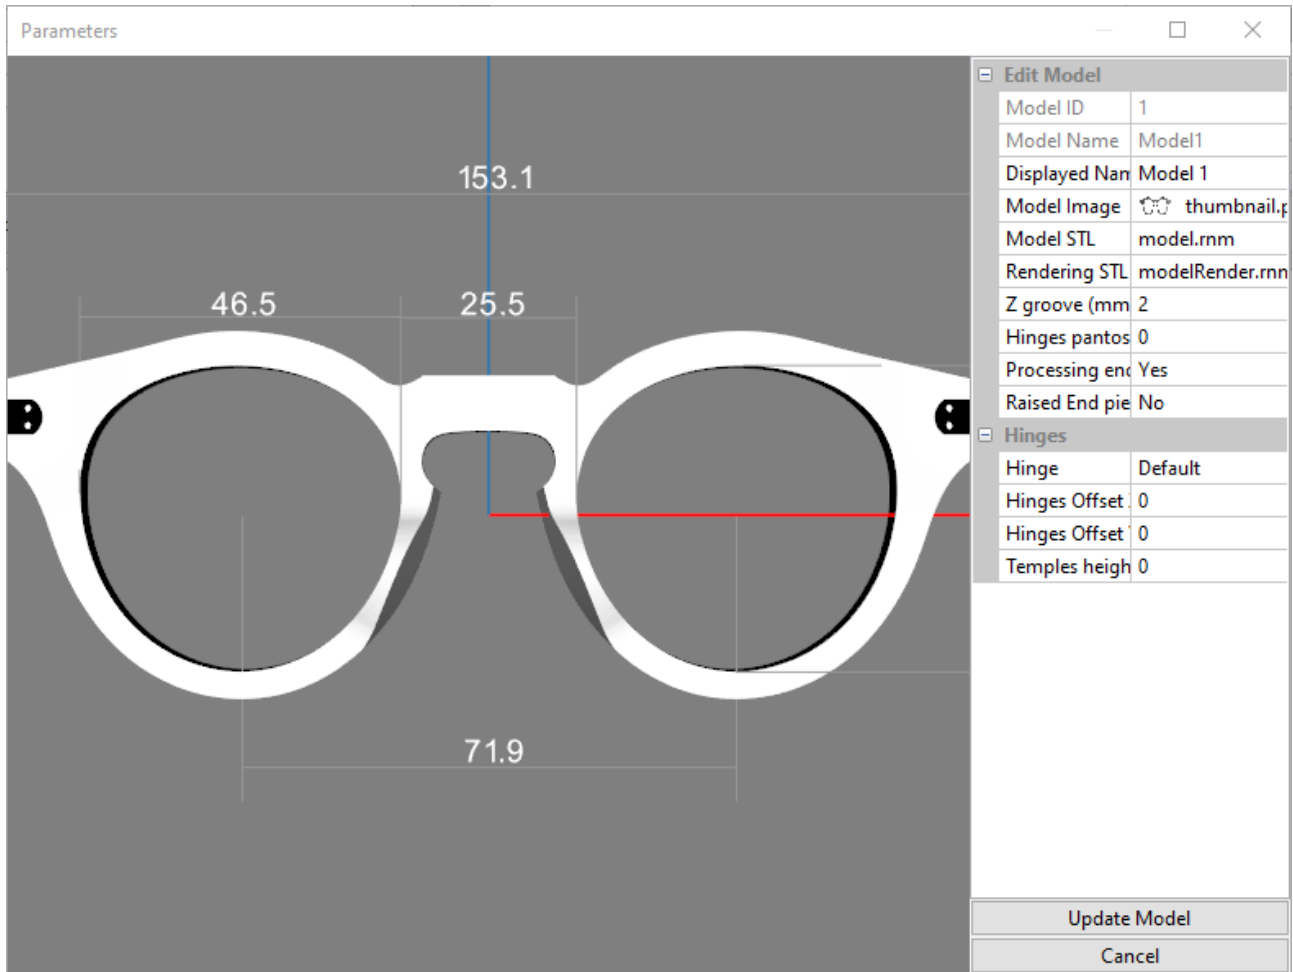 Parameters
153.1
46.5
25.5
71.9
Edit Model
Model ID 1
Model Name Model1
Displayed Nam Model 1
Model Image thumbnail.p
Model STL model.rnm
Rendering STL modelRender.rnm
Z groove (mm 2
Hinges pantos 0
Processing end Yes
Raised End pie No
Hinges
Hinge Default
Hinges Offset 0
Hinges Offset 0
Temples heigh 0
Update Model
Cancel